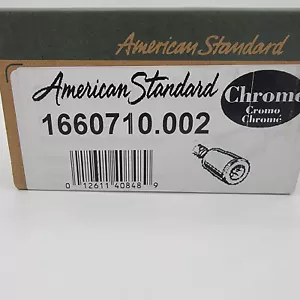 American Standard
American Standard
Chrome
Cromo
Chromé
1660710.002
0 12611 40848 9